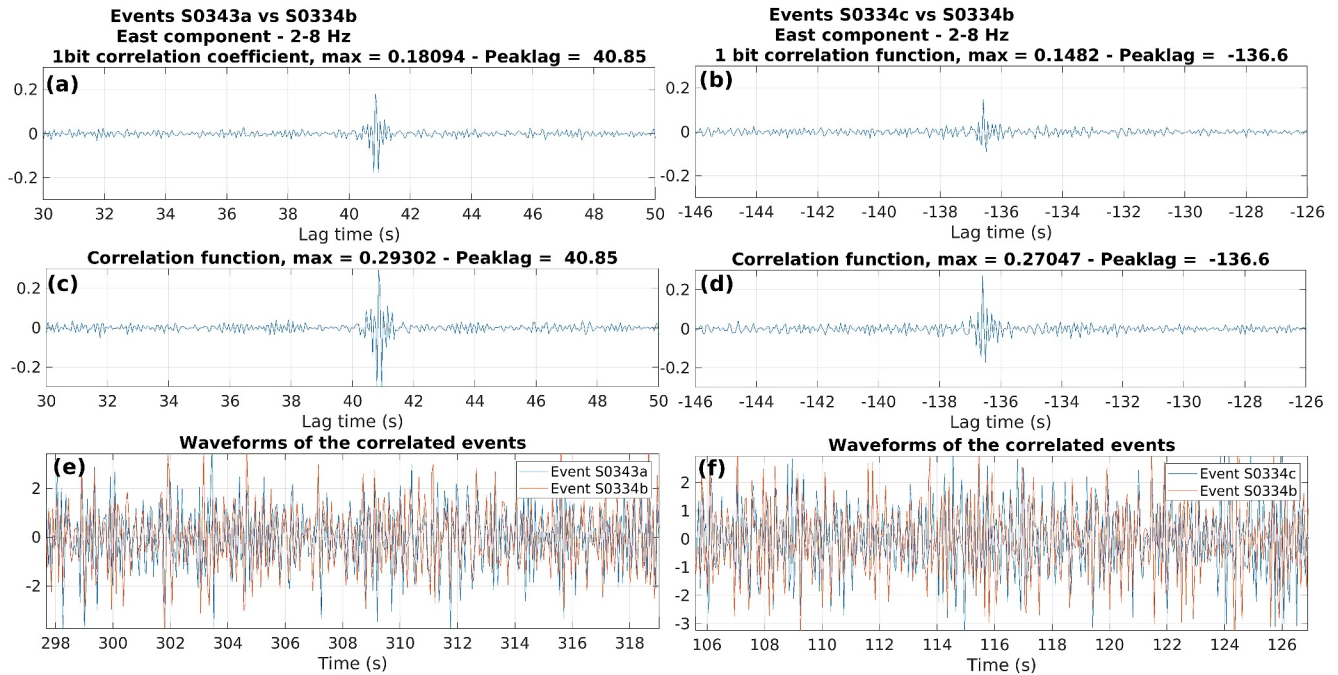 Events S0343a vs S0334b
East component - 2-8 Hz
1bit correlation coefficient, max = 0.18094 - Peaklag = 40.85
(a)
0.2
0
-0.2
30 32 34 36 38 40 42 44 46 48 50
Lag time (s)
Events S0334c vs S0334b
East component - 2-8 Hz
1 bit correlation function, max = 0.1482 - Peaklag = -136.6
(b)
0.2
0
-0.2
-146 -144 -142 -140 -138 -136 -134 -132 -130 -128 -126
Lag time (s)
Correlation function, max = 0.29302 - Peaklag = 40.85
(c)
0.2
0
-0.2
30 32 34 36 38 40 42 44 46 48 50
Lag time (s)
Correlation function, max = 0.27047 - Peaklag = -136.6
(d)
0.2
0
-0.2
-146 -144 -142 -140 -138 -136 -134 -132 -130 -128 -126
Lag time (s)
Waveforms of the correlated events
(e)
Event S0343a
Event S0334b
2
0
-2
298 300 302 304 306 308 310 312 314 316 318
Time (s)
Waveforms of the correlated events
(f)
Event S0334c
Event S0334b
2
1
0
-1
-2
-3
106 108 110 112 114 116 118 120 122 124 126
Time (s)